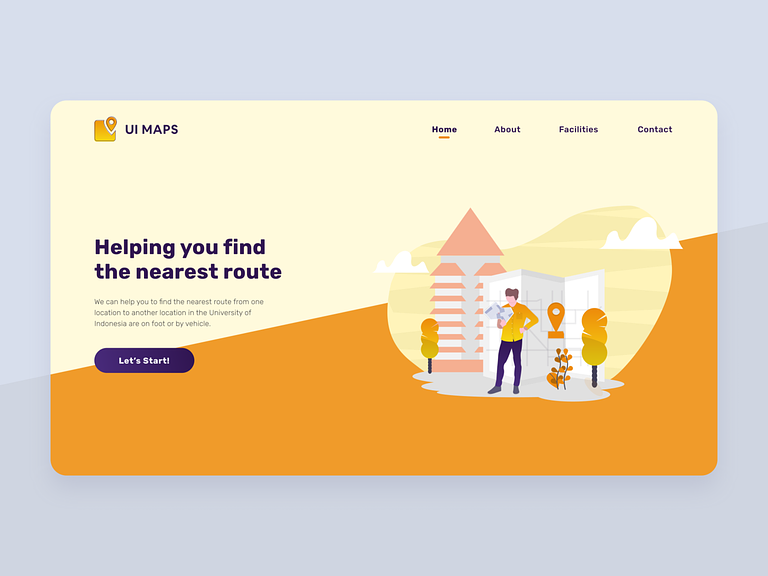 UI MAPS
Home About Facilities Contact
Helping you find
the nearest route
We can help you to find the nearest route from one
location to another location in the University of
Indonesia are on foot or by vehicle.
Let's Start!